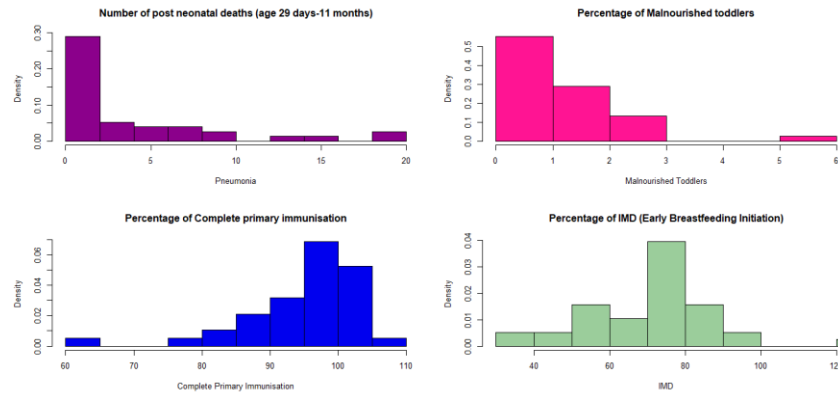 Number of post neonatal deaths (age 29 days-11 months)
Density
0.00 0.10 0.20 0.30
0 5 10 15 20
Pneumonia
Percentage of Malnourished toddlers
Density
0.0 0.1 0.2 0.3 0.4 0.5
0 1 2 3 4 5 6
Malnourished Toddlers
Percentage of Complete primary immunisation
Density
0.00 0.02 0.04 0.06
60 70 80 90 100 110
Complete Primary Immunisation
Percentage of IMD (Early Breastfeeding Initiation)
Density
0.00 0.01 0.02 0.03 0.04
40 60 80 100
IMD